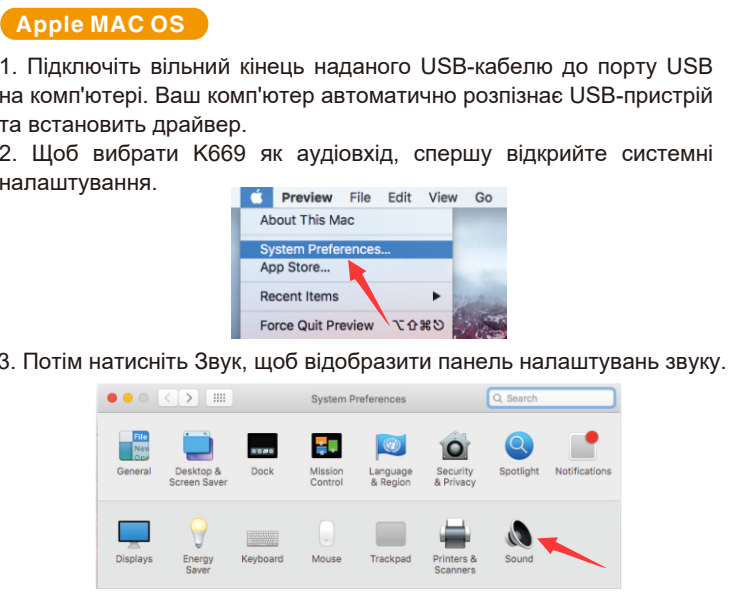 Apple MAC OS
1. Підключіть вільний кінець наданого USB-кабелю до порту USB
на комп'ютері. Ваш комп'ютер автоматично розпізнає USB-пристрій
та встановить драйвер.
2. Щоб вибрати K669 як аудіовхід, спершу відкрийте системні
налаштування.
Preview File Edit View Go
About This Mac
System Preferences...
App Store...
Recent Items
Force Quit Preview ⌥⇧⌘⎋
3. Потім натисніть Звук, щоб відобразити панель налаштувань звуку.
System Preferences
Search
File
New
Ope
General Desktop & Screen Saver Dock Mission Control Language & Region Security & Privacy Spotlight Notifications
Displays Energy Saver Keyboard Mouse Trackpad Printers & Scanners Sound